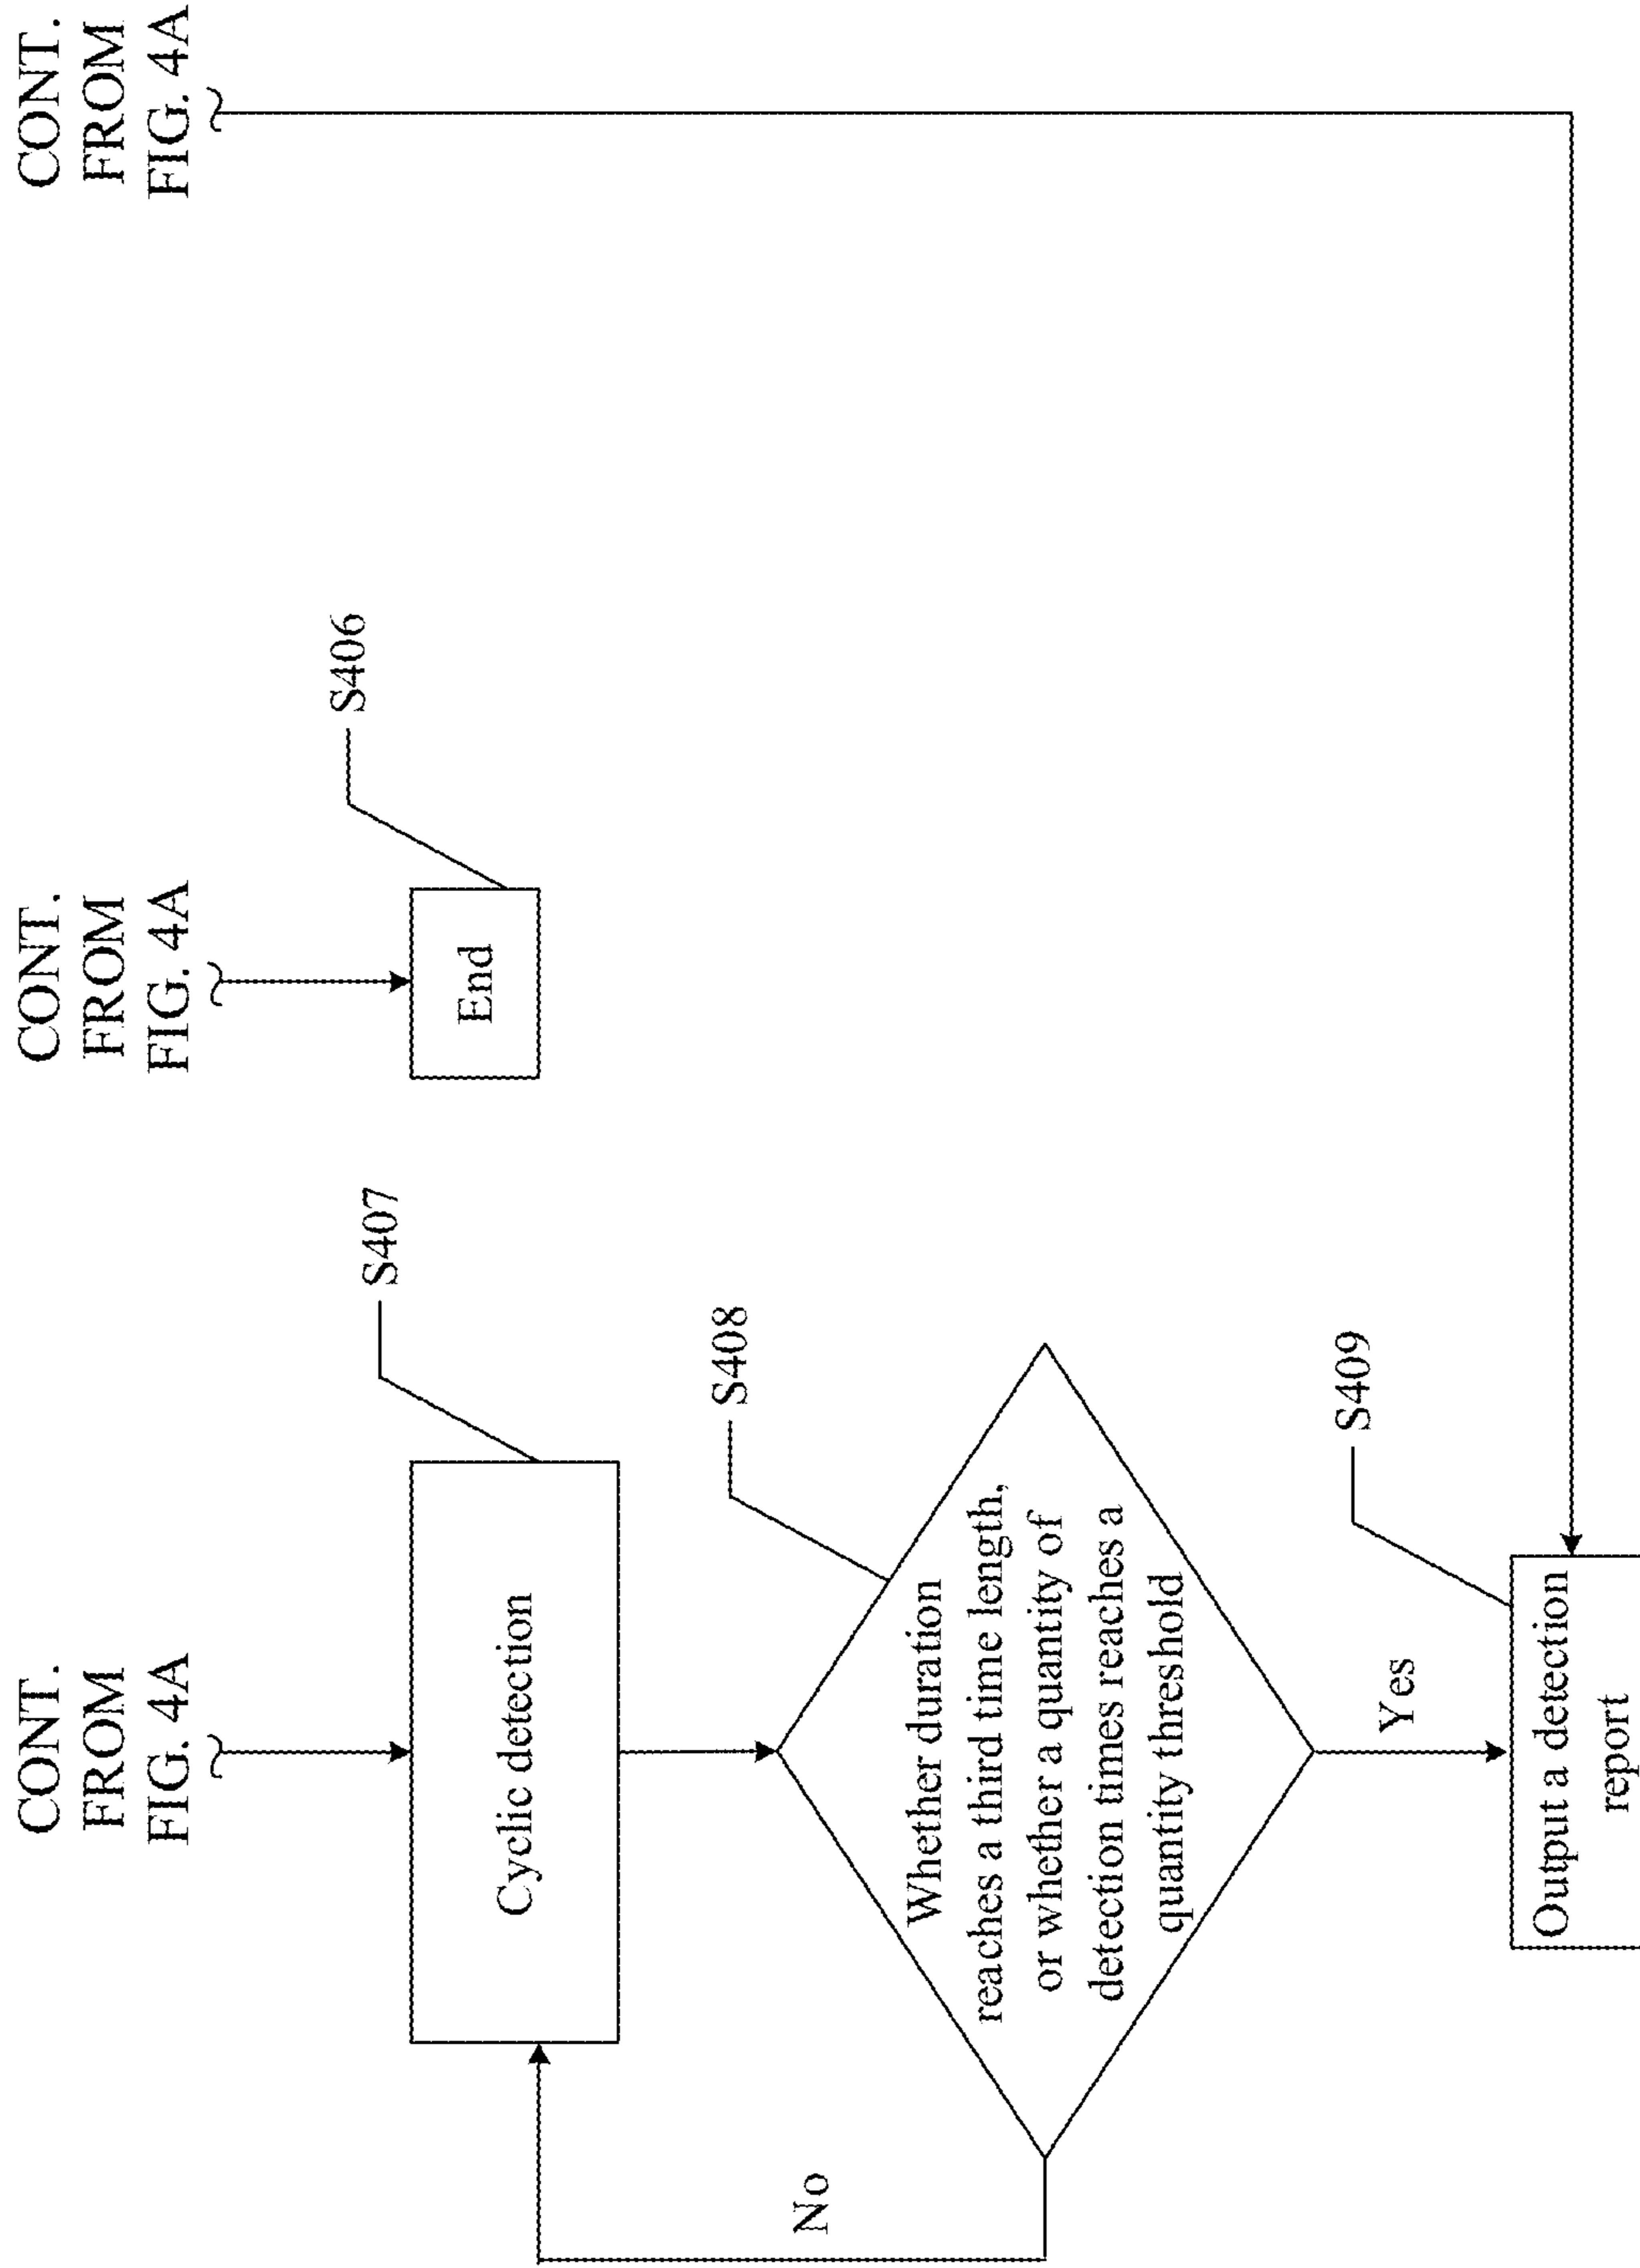 CONT.
FROM
FIG. 4A
CONT.
FROM
FIG. 4A
CONT.
FROM
FIG. 4A
S407
Cyclic detection
S406
End
S408
Whether duration
reaches a third time length,
or whether a quantity of
detection times reaches a
quantity threshold
No
Yes
S409
Output a detection
report